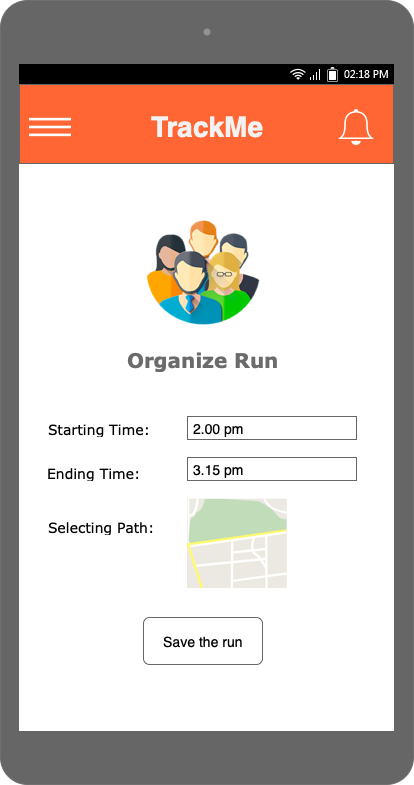 02:18 PM
TrackMe
Organize Run
Starting Time: 2.00 pm
Ending Time: 3.15 pm
Selecting Path:
Save the run